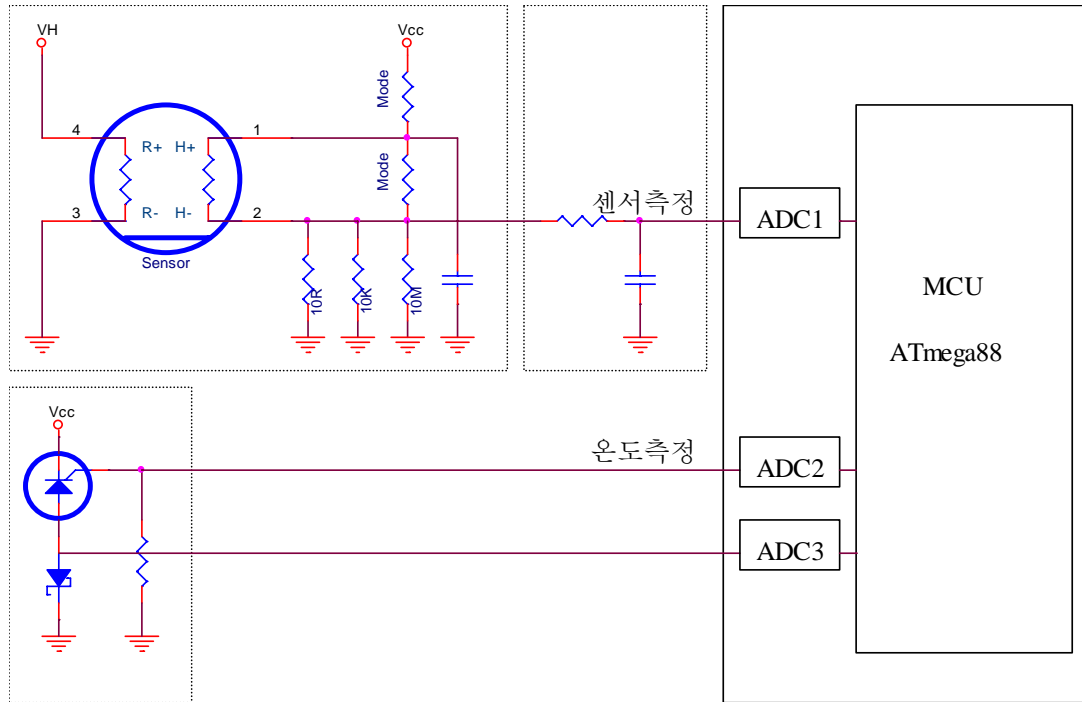 VH
Vcc
Mode
4
1
R+ H+
Mode
3
R- H-
2
Sensor
10R
10K
10M
센서측정
ADC1
MCU
ATmega88
Vcc
온도측정
ADC2
ADC3